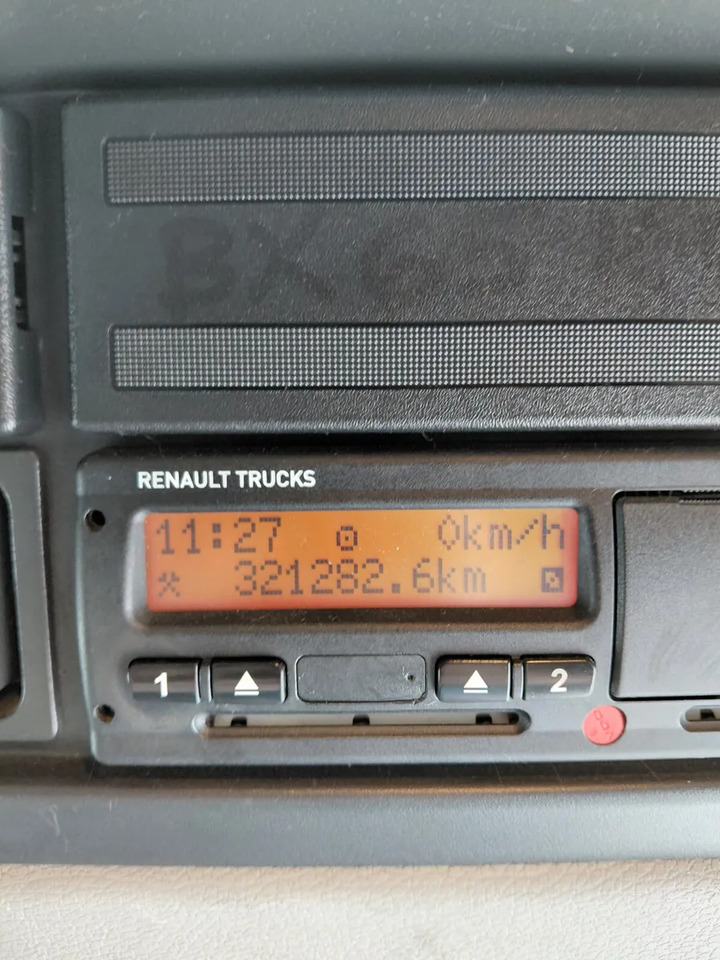 RENAULT TRUCKS
11:27 0km/h
321282.6km
1 2